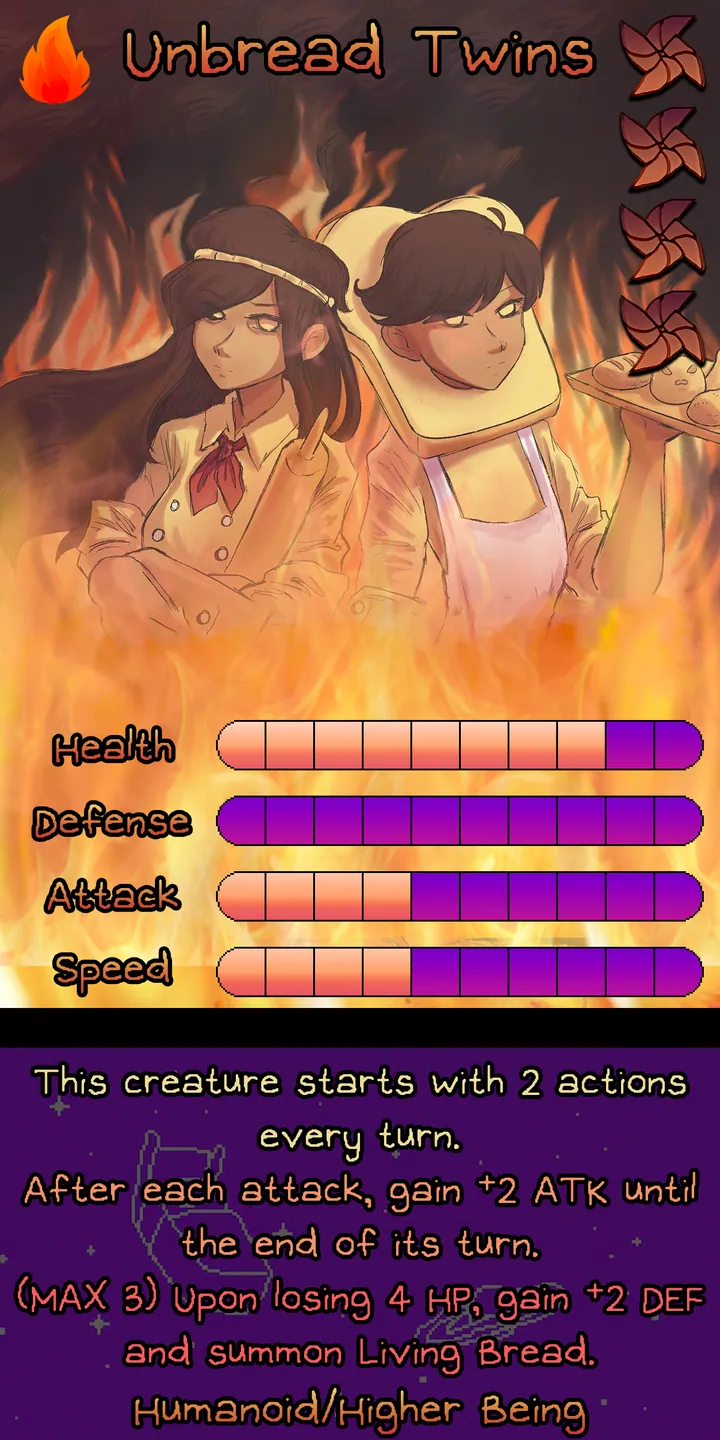 Unbread Twins
Health
Defense
Attack
Speed
This creature starts with 2 actions
every turn.
After each attack, gain +2 ATK until
the end of its turn.
(MAX 3) Upon losing 4 HP, gain +2 DEF
and summon Living Bread.
Humanoid/Higher Being